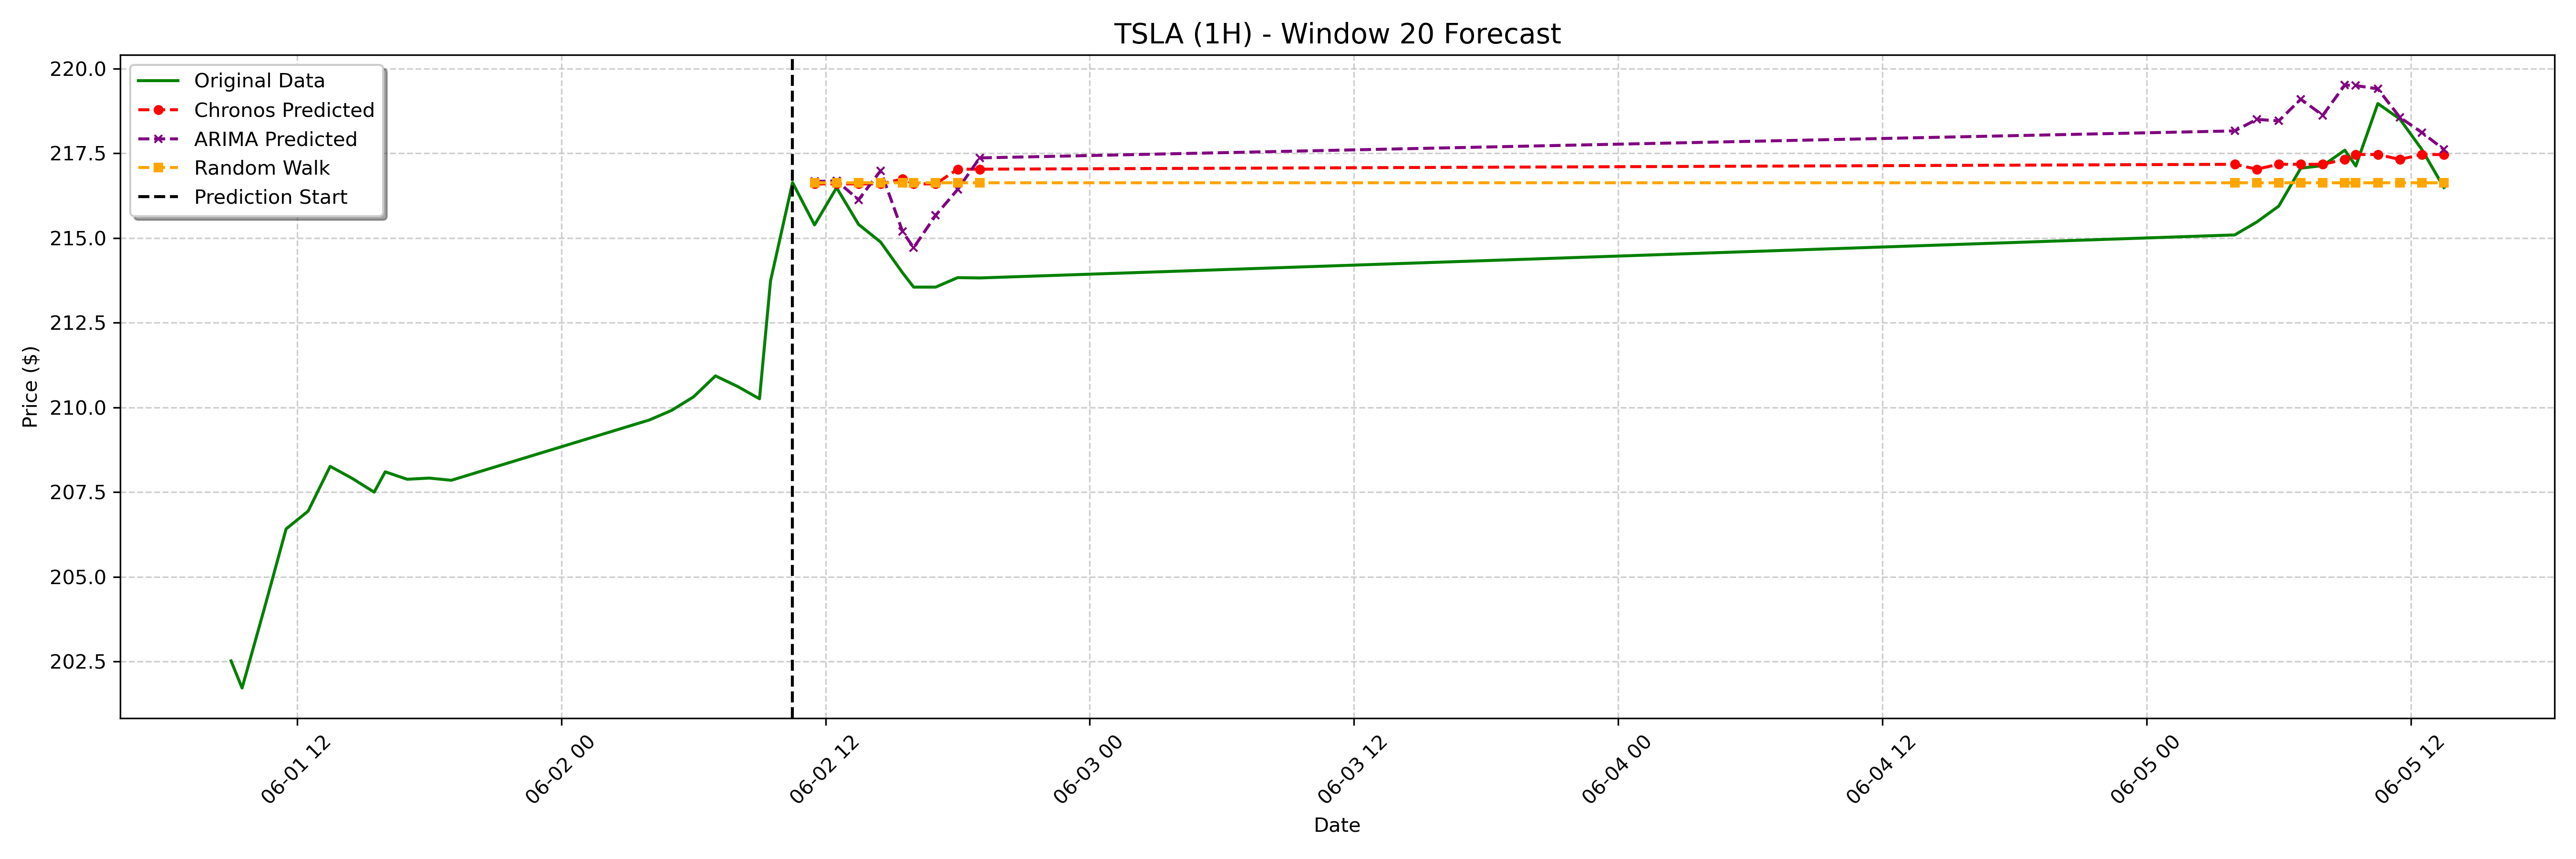 TSLA (1H) - Window 20 Forecast
Original Data
Chronos Predicted
ARIMA Predicted
Random Walk
Prediction Start
Price ($)
220.0
217.5
215.0
212.5
210.0
207.5
205.0
202.5
06-01 12
06-02 00
06-02 12
06-03 00
06-03 12
06-04 00
06-04 12
06-05 00
06-05 12
Date